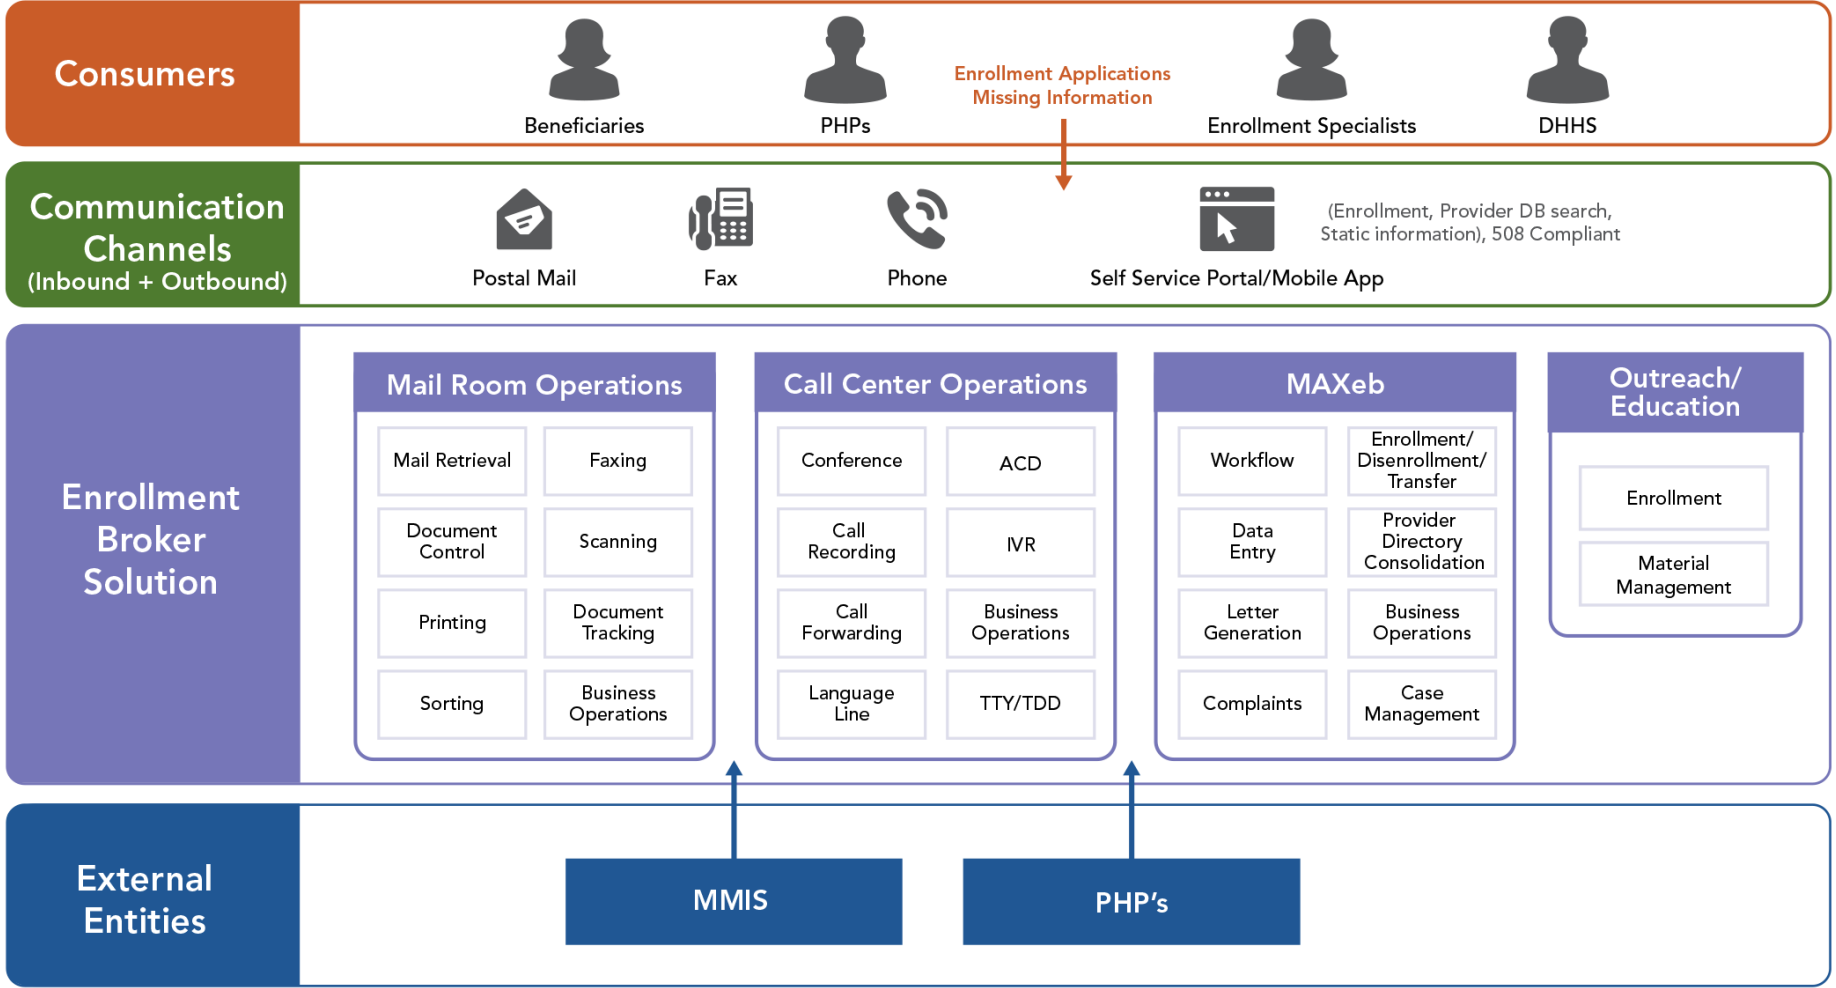 Consumers
Beneficiaries
PHPs
Enrollment Applications
Missing Information
Enrollment Specialists
DHHS
Communication
Channels
(Inbound + Outbound)
Postal Mail
Fax
Phone
Self Service Portal/Mobile App
(Enrollment, Provider DB search,
Static information), 508 Compliant
Enrollment
Broker
Solution
Mail Room Operations
Mail Retrieval
Faxing
Document
Control
Scanning
Printing
Document
Tracking
Sorting
Business
Operations
Call Center Operations
Conference
ACD
Call
Recording
IVR
Call
Forwarding
Business
Operations
Language
Line
TTY/TDD
MAXeb
Workflow
Enrollment/
Disenrollment/
Transfer
Data
Entry
Provider
Directory
Consolidation
Letter
Generation
Business
Operations
Complaints
Case
Management
Outreach/
Education
Enrollment
Material
Management
External
Entities
MMIS
PHP's